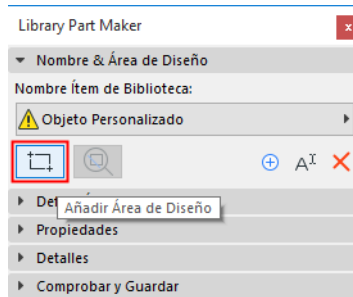 Library Part Maker
x
Nombre & Área de Diseño
Nombre Ítem de Biblioteca:
Objeto Personalizado
Añadir Área de Diseño
Propiedades
Detalles
Comprobar y Guardar